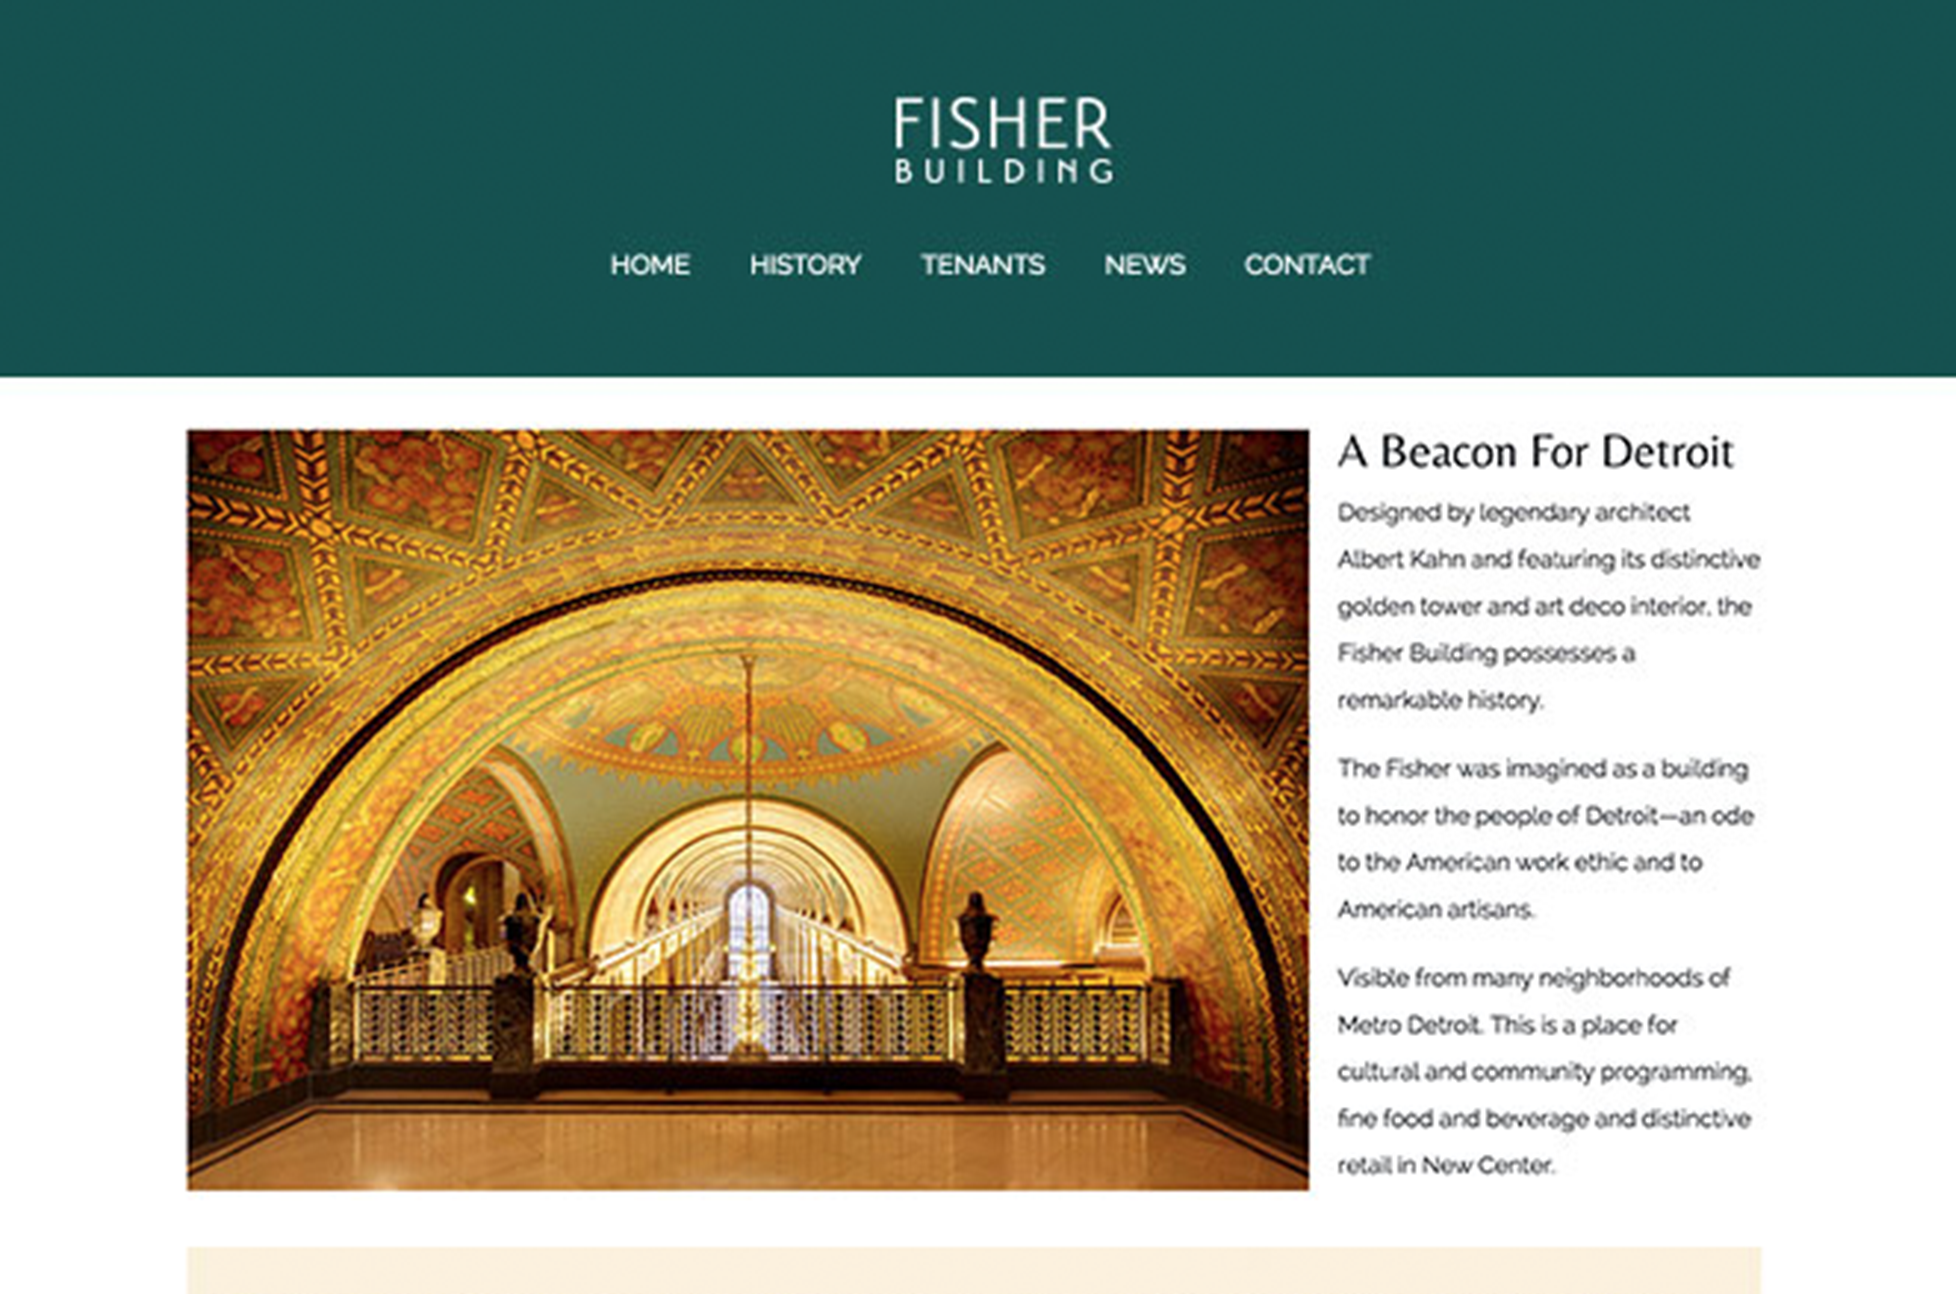 FISHER
BUILDING
HOME HISTORY TENANTS NEWS CONTACT
A Beacon For Detroit
Designed by legendary architect
Albert Kahn and featuring its distinctive
golden tower and art deco interior, the
Fisher Building possesses a
remarkable history.
The Fisher was imagined as a building
to honor the people of Detroit—an ode
to the American work ethic and to
American artisans.
Visible from many neighborhoods of
Metro Detroit. This is a place for
cultural and community programming,
fine food and beverage and distinctive
retail in New Center.